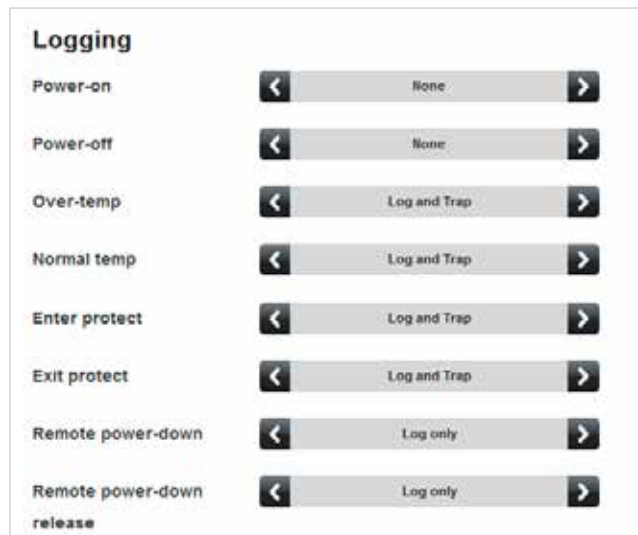 Logging
Power-on None
Power-off None
Over-temp Log and Trap
Normal temp Log and Trap
Enter protect Log and Trap
Exit protect Log and Trap
Remote power-down Log only
Remote power-down Log only
release